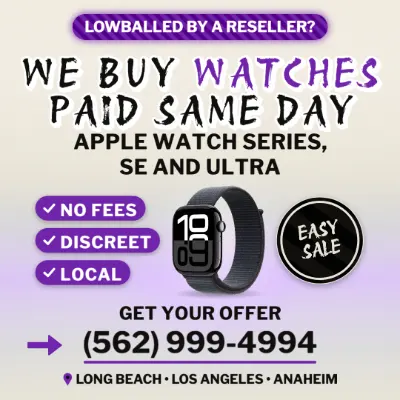 LOWBALLED BY A RESELLER?
WE BUY WATCHES
PAID SAME DAY
APPLE WATCH SERIES,
SE AND ULTRA
NO FEES
DISCREET
LOCAL
10
09
EASY
SALE
GET YOUR OFFER
(562) 999-4994
LONG BEACH • LOS ANGELES • ANAHEIM